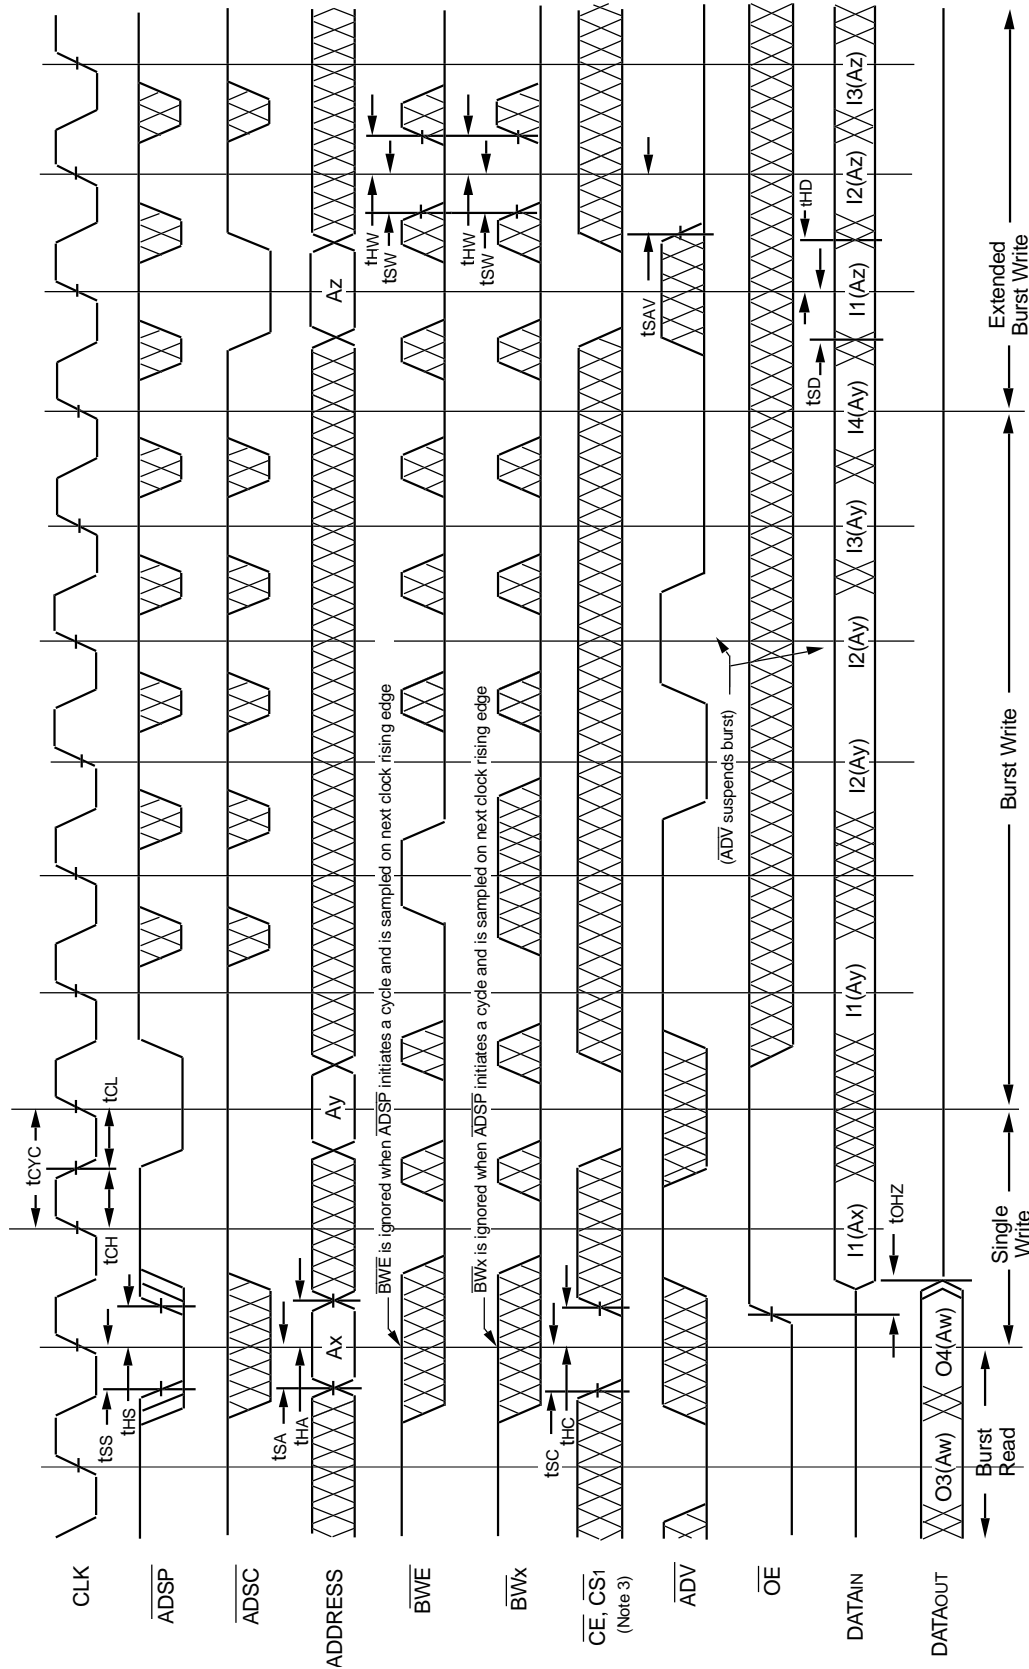 CLK
tCYC
tCH
tCL
ADSP
tSS
tHS
ADSC
ADDRESS
tSA
tHA
Ax
Ay
Az
BWE
BWE is ignored when ADSP initiates a cycle and is sampled on next clock rising edge
tHW
tSW
BWx
BWx is ignored when ADSP initiates a cycle and is sampled on next clock rising edge
tHW
tSW
CE, CS1
(Note 3)
tSC
tHC
ADV
(ADV suspends burst)
tSAV
OE
DATAIN
I1(Ax) I1(Ay) I2(Ay) I2(Ay) I3(Ay) I4(Ay) I1(Az) I2(Az) I3(Az)
tSD
tHD
tOHZ
DATAOUT
O3(Aw) O4(Aw)
Burst
Read
Single
Write
Burst Write
Extended
Burst Write